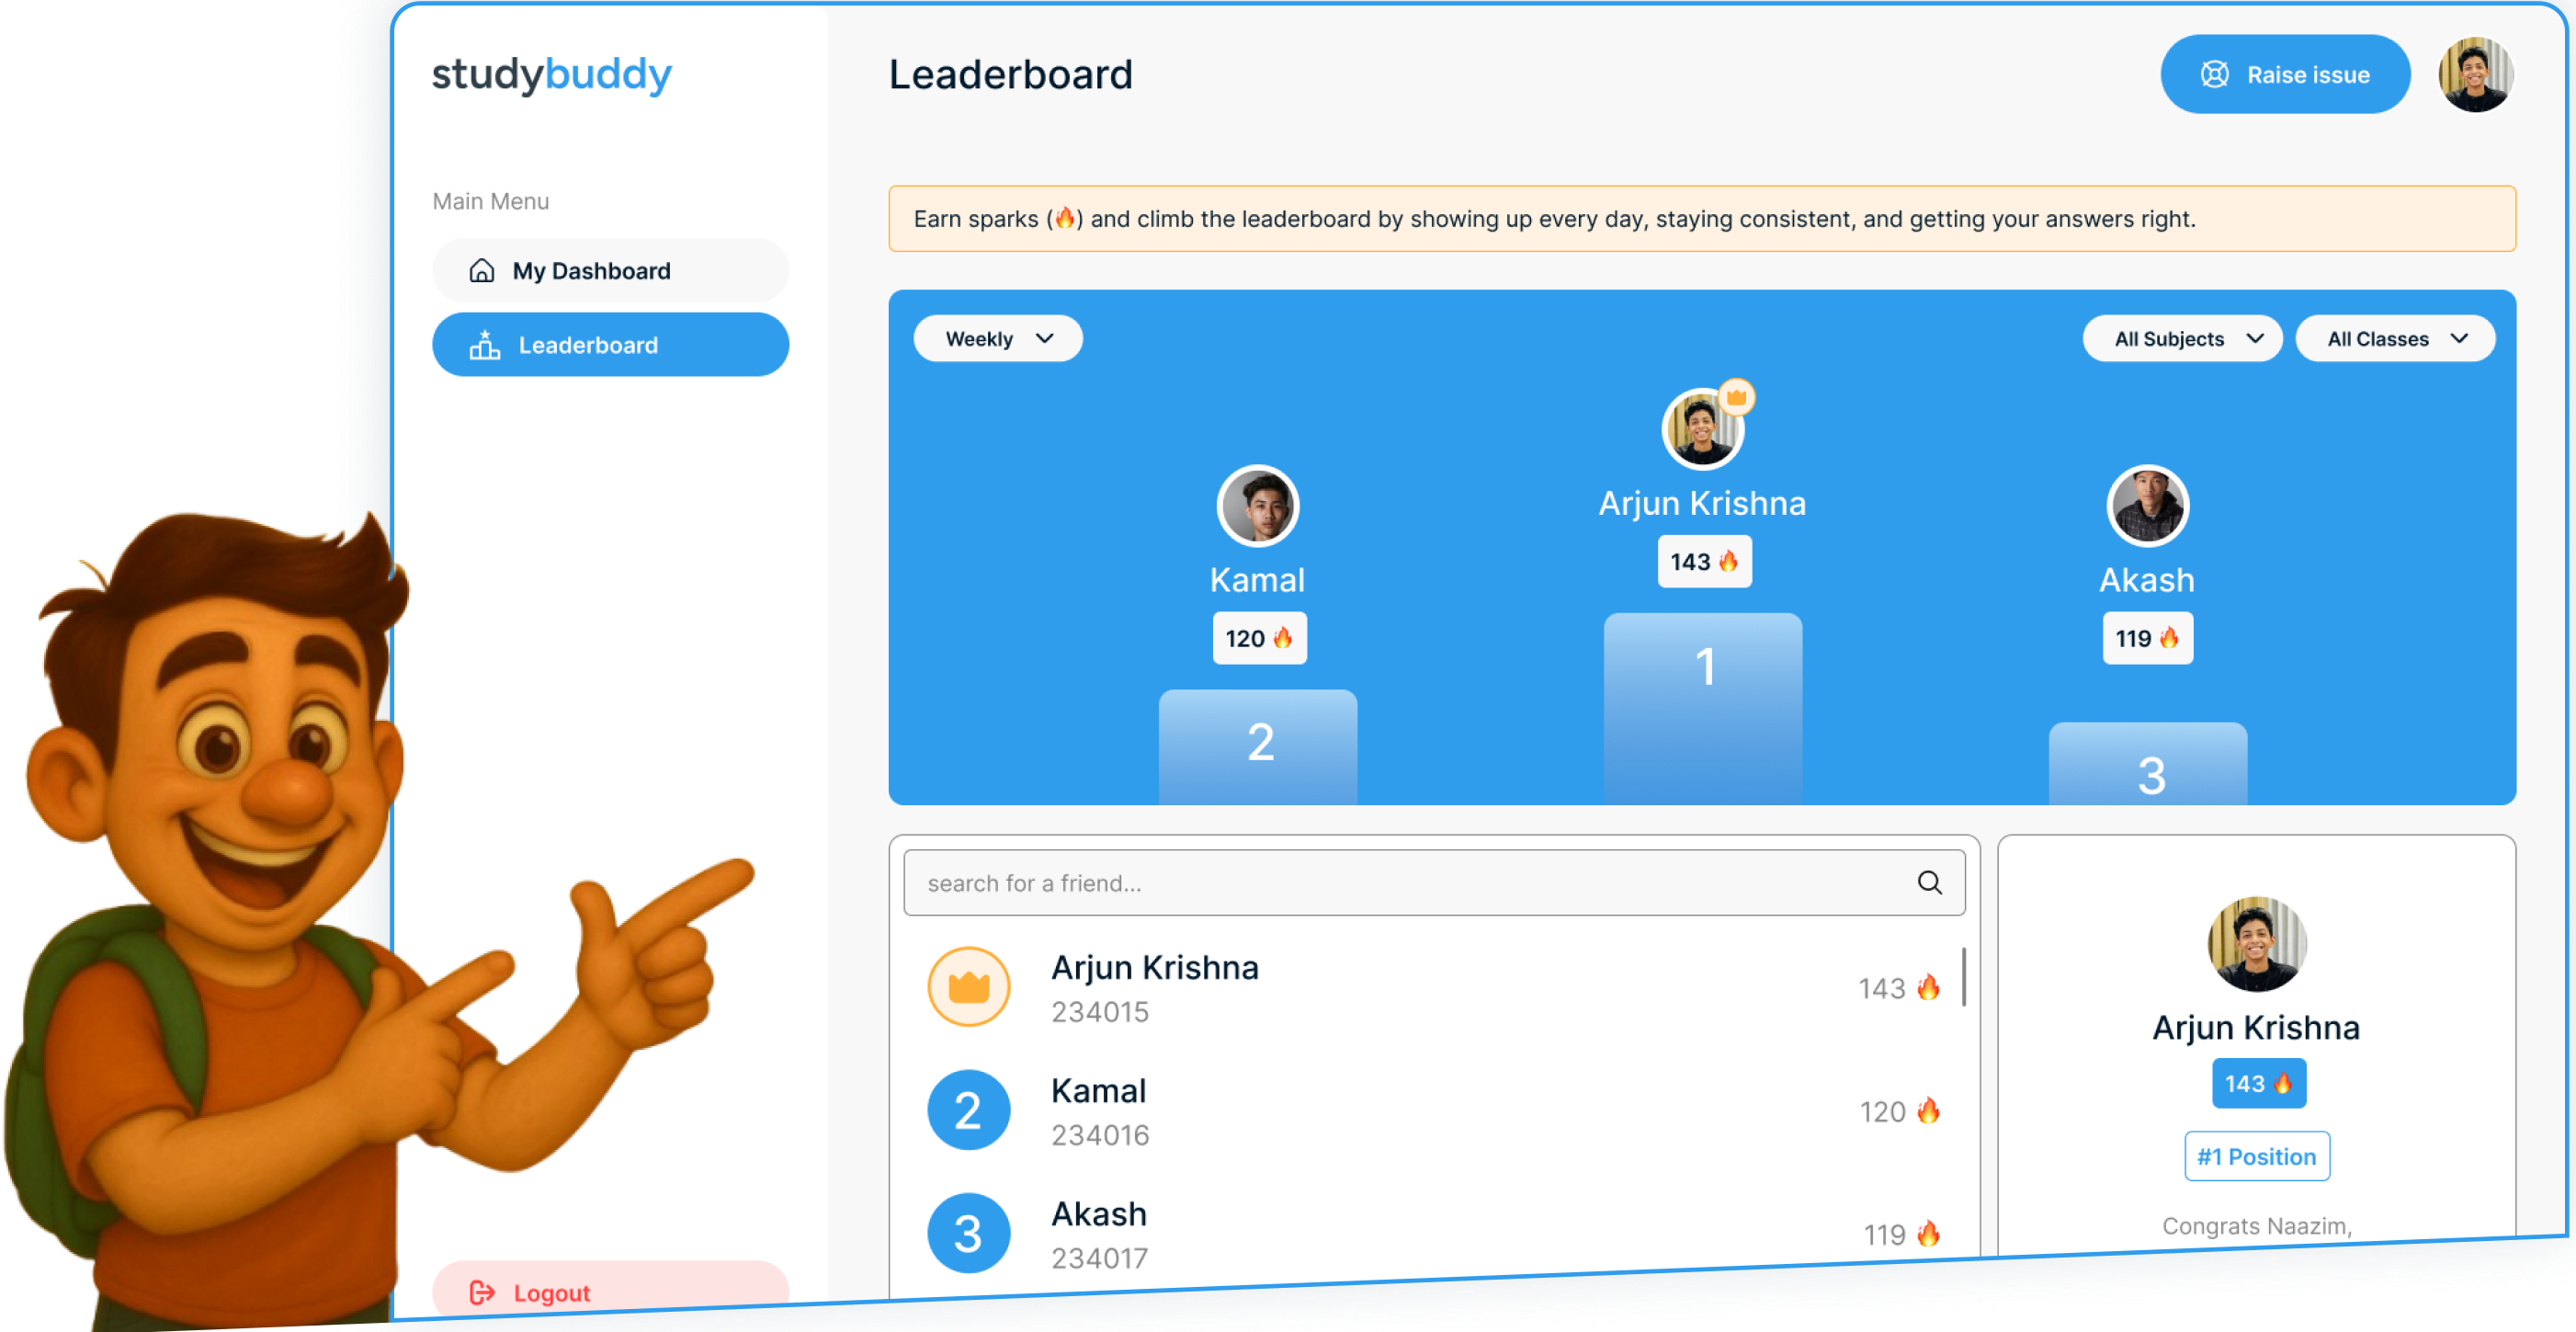 studybuddy
Main Menu
My Dashboard
Leaderboard
Logout
Leaderboard
Raise issue
Earn sparks (🔥) and climb the leaderboard by showing up every day, staying consistent, and getting your answers right.
Weekly
All Subjects
All Classes
Arjun Krishna
143 🔥
1
Kamal
120 🔥
2
Akash
119 🔥
3
search for a friend...
Arjun Krishna
234015
143 🔥
2
Kamal
234016
120 🔥
3
Akash
234017
119 🔥
Arjun Krishna
143 🔥
#1 Position
Congrats Naazim,